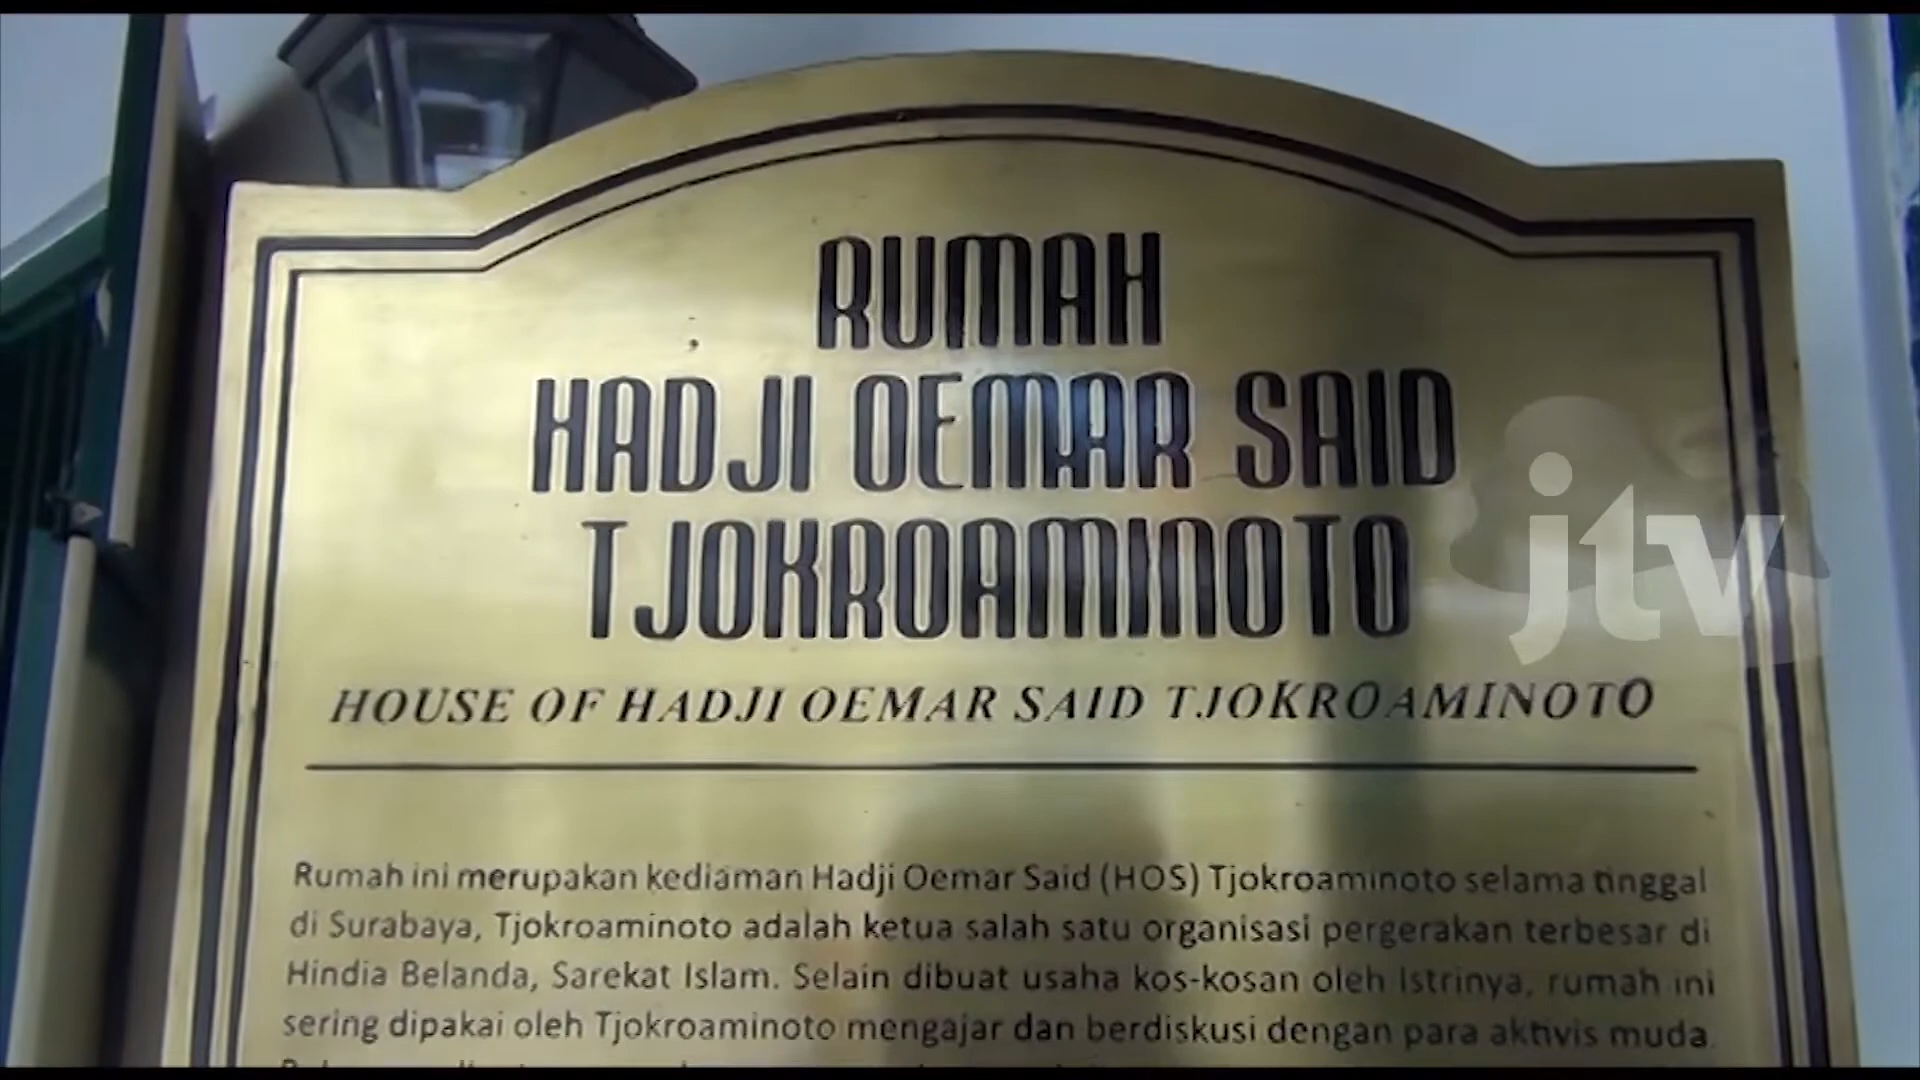 RUMAH
HADJI OEMAR SAID
TJOKROAMINOTO
jtv
HOUSE OF HADJI OEMAR SAID TJOKROAMINOTO
Rumah ini merupakan kediaman Hadji Oemar Said (HOS) Tjokroaminoto selama tinggal
di Surabaya, Tjokroaminoto adalah ketua salah satu organisasi pergerakan terbesar di
Hindia Belanda, Sarekat Islam. Selain dibuat usaha kos-kosan oleh Istrinya, rumah ini
sering dipakai oleh Tjokroaminoto mengajar dan berdiskusi dengan para aktivis muda.